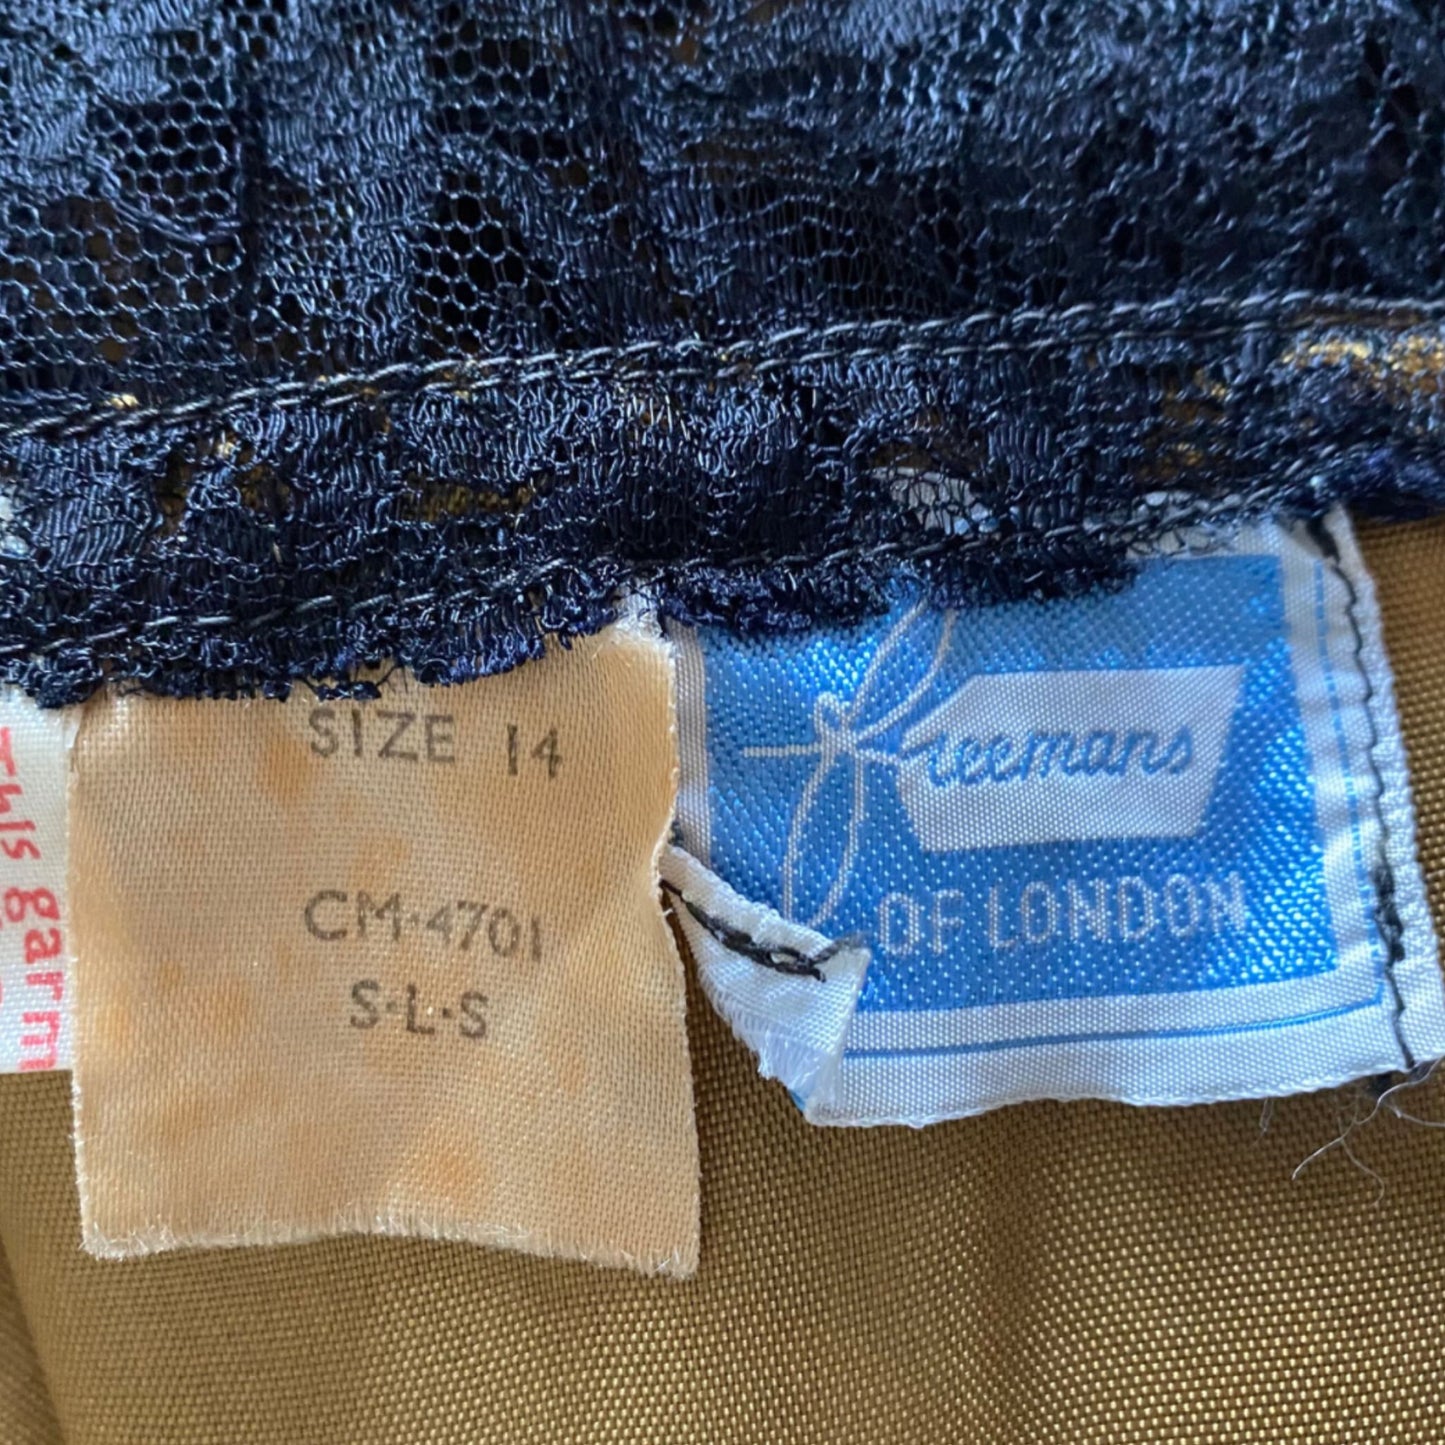 This garm
SIZE 14
CM-4701
S-L-S
freemans
OF LONDON